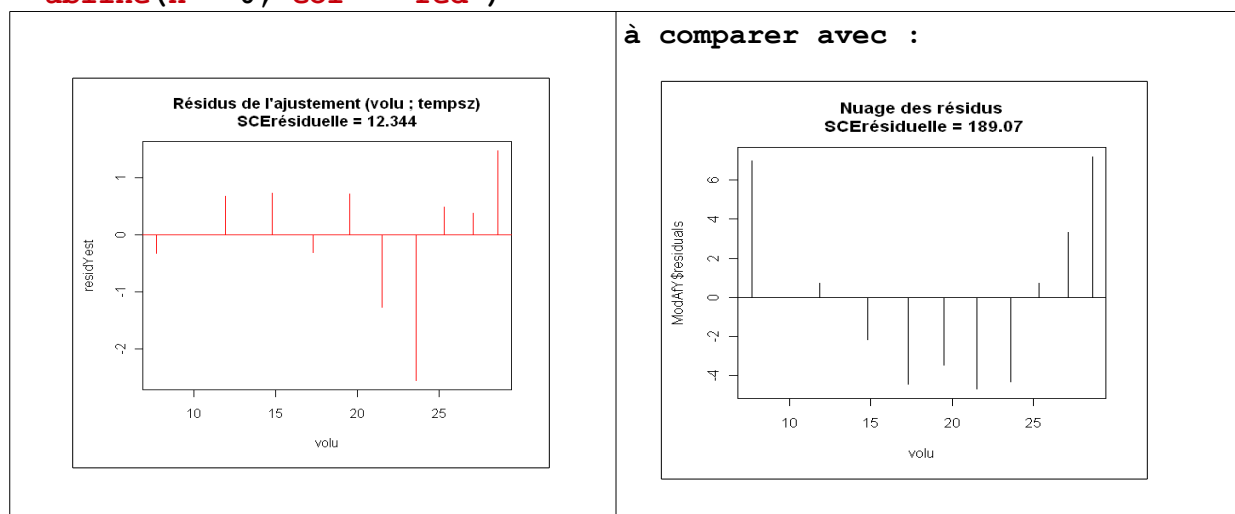 à comparer avec :
Résidus de l'ajustement (volu ; tempsz)
SCErésiduelle = 12.344
1
0
-1
-2
residYest
10 15 20 25
volu
Nuage des résidus
SCErésiduelle = 189.07
6
4
2
0
-2
-4
ModAfY$residuals
10 15 20 25
volu